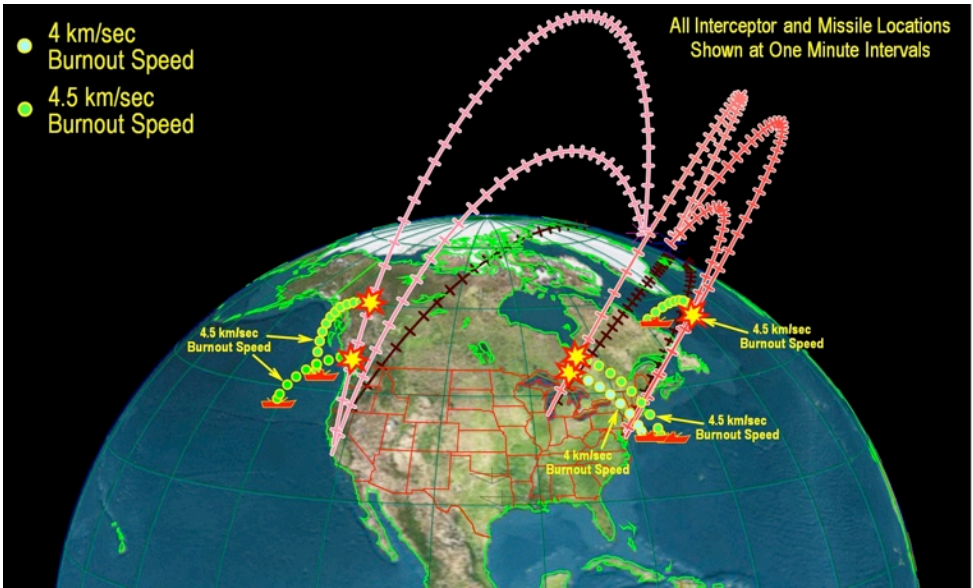 4 km/sec
Burnout Speed
4.5 km/sec
Burnout Speed
All Interceptor and Missile Locations
Shown at One Minute Intervals
4.5 km/sec
Burnout Speed
4.5 km/sec
Burnout Speed
4.5 km/sec
Burnout Speed
4 km/sec
Burnout Speed